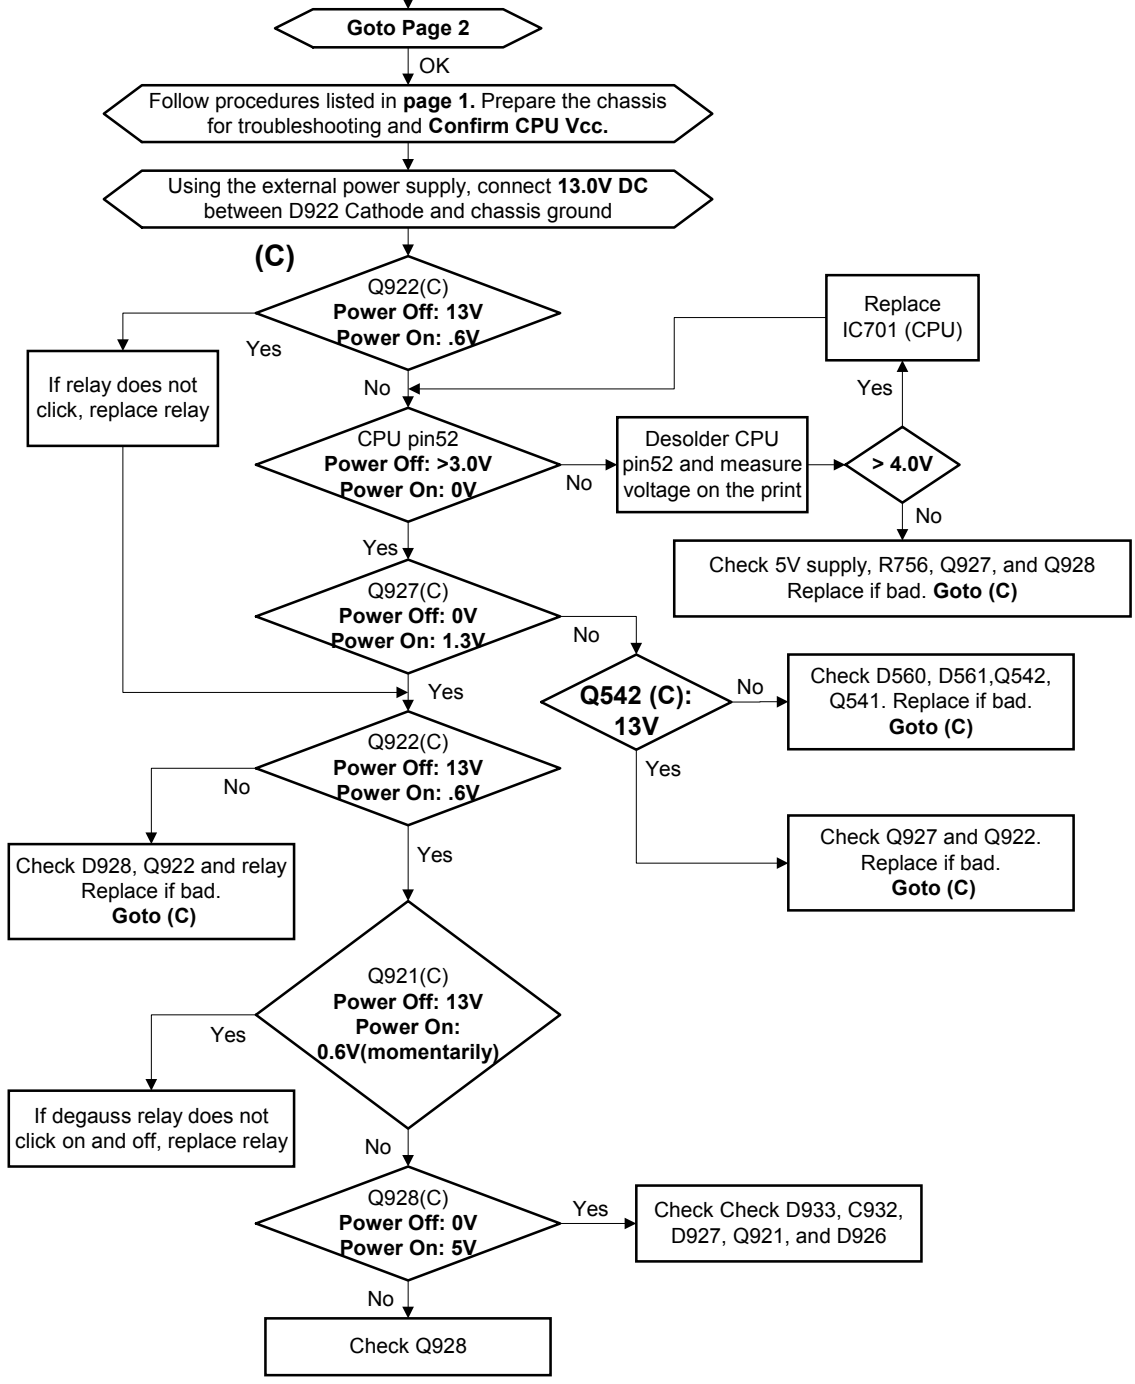 Goto Page 2
OK
Follow procedures listed in page 1. Prepare the chassis
for troubleshooting and Confirm CPU Vcc.
Using the external power supply, connect 13.0V DC
between D922 Cathode and chassis ground
(C)
Q922(C)
Power Off: 13V
Power On: .6V
Yes
No
If relay does not
click, replace relay
Replace
IC701 (CPU)
Yes
CPU pin52
Power Off: >3.0V
Power On: 0V
No
Yes
Desolder CPU
pin52 and measure
voltage on the print
> 4.0V
No
Check 5V supply, R756, Q927, and Q928
Replace if bad. Goto (C)
Q927(C)
Power Off: 0V
Power On: 1.3V
No
Yes
Q542 (C):
13V
No
Yes
Check D560, D561,Q542,
Q541. Replace if bad.
Goto (C)
Check Q927 and Q922.
Replace if bad.
Goto (C)
Q922(C)
Power Off: 13V
Power On: .6V
No
Yes
Check D928, Q922 and relay
Replace if bad.
Goto (C)
Q921(C)
Power Off: 13V
Power On:
0.6V(momentarily)
Yes
No
If degauss relay does not
click on and off, replace relay
Q928(C)
Power Off: 0V
Power On: 5V
Yes
No
Check Check D933, C932,
D927, Q921, and D926
Check Q928